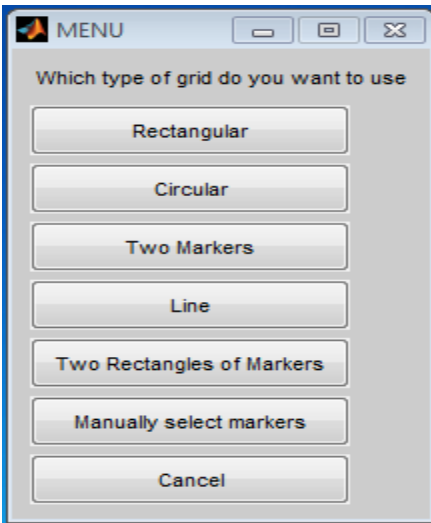 MENU
Which type of grid do you want to use
Rectangular
Circular
Two Markers
Line
Two Rectangles of Markers
Manually select markers
Cancel